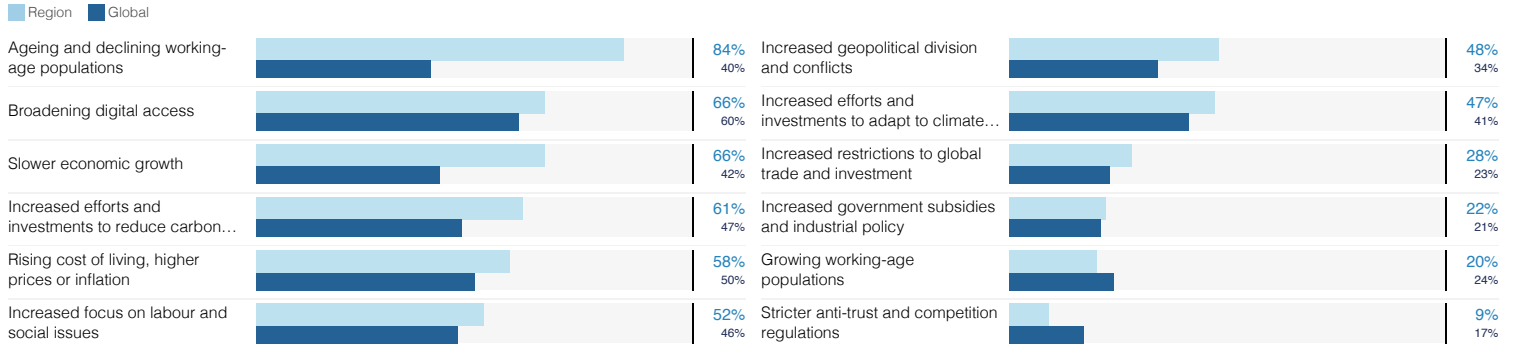 Region Global
Ageing and declining working-
age populations
84%
40%
Broadening digital access
66%
60%
Slower economic growth
66%
42%
Increased efforts and
investments to reduce carbon…
61%
47%
Rising cost of living, higher
prices or inflation
58%
50%
Increased focus on labour and
social issues
52%
46%
Increased geopolitical division
and conflicts
48%
34%
Increased efforts and
investments to adapt to climate…
47%
41%
Increased restrictions to global
trade and investment
28%
23%
Increased government subsidies
and industrial policy
22%
21%
Growing working-age
populations
20%
24%
Stricter anti-trust and competition
regulations
9%
17%